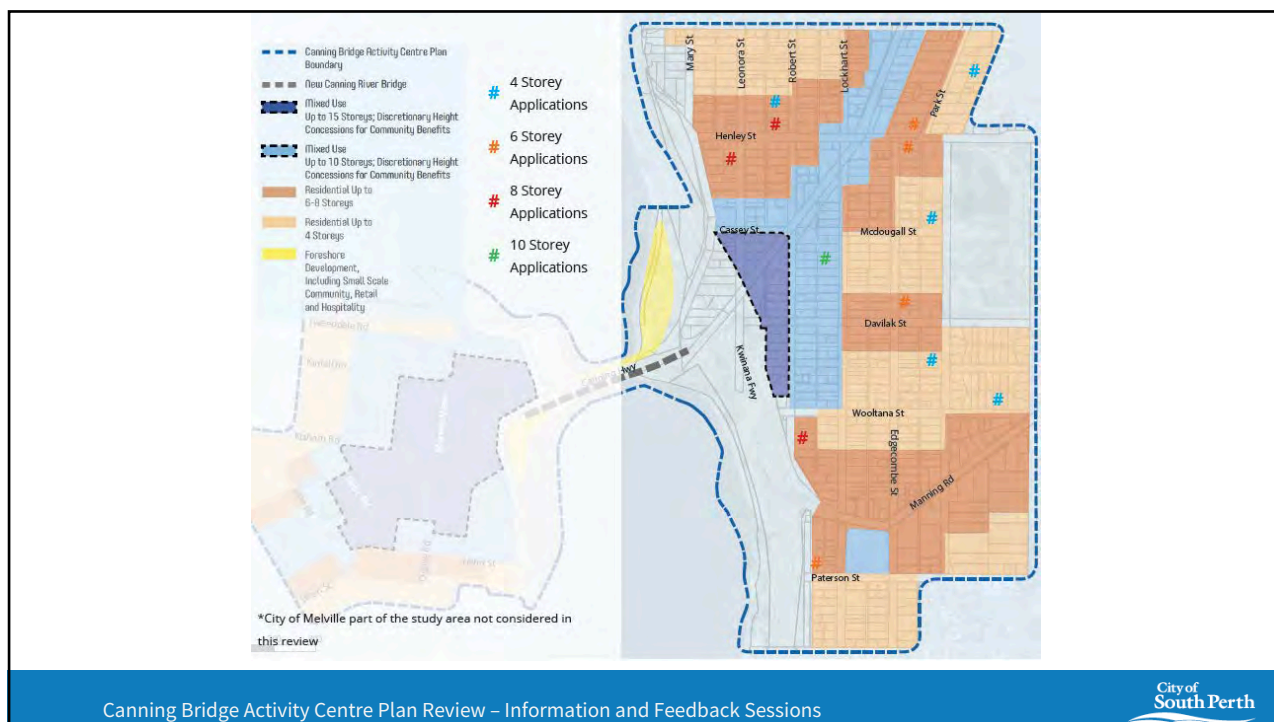 Canning Bridge Activity Centre Plan
Boundary
New Canning River Bridge
Mixed Use
Up to 15 Storeys; Discretionary Height
Concessions for Community Benefits
Mixed Use
Up to 10 Storeys; Discretionary Height
Concessions for Community Benefits
Residential Up to
6-8 Storeys
Residential Up to
4 Storeys
Foreshore
Development,
Including Small Scale
Community, Retail
and Hospitality
# 4 Storey
Applications
# 6 Storey
Applications
# 8 Storey
Applications
# 10 Storey
Applications
Mary St
Leonora St
Robert St
Lockhart St
#
Park St
#
#
#
Henley St
#
#
#
#
Cassey St
Mcdougall St
#
#
Davilak St
Kwinana Fwy
#
#
Wooltana St
#
Edgecombe St
Manning Rd
#
Paterson St
Fwy
*City of Melville part of the study area not considered in
this review
Canning Bridge Activity Centre Plan Review – Information and Feedback Sessions
City of
South Perth